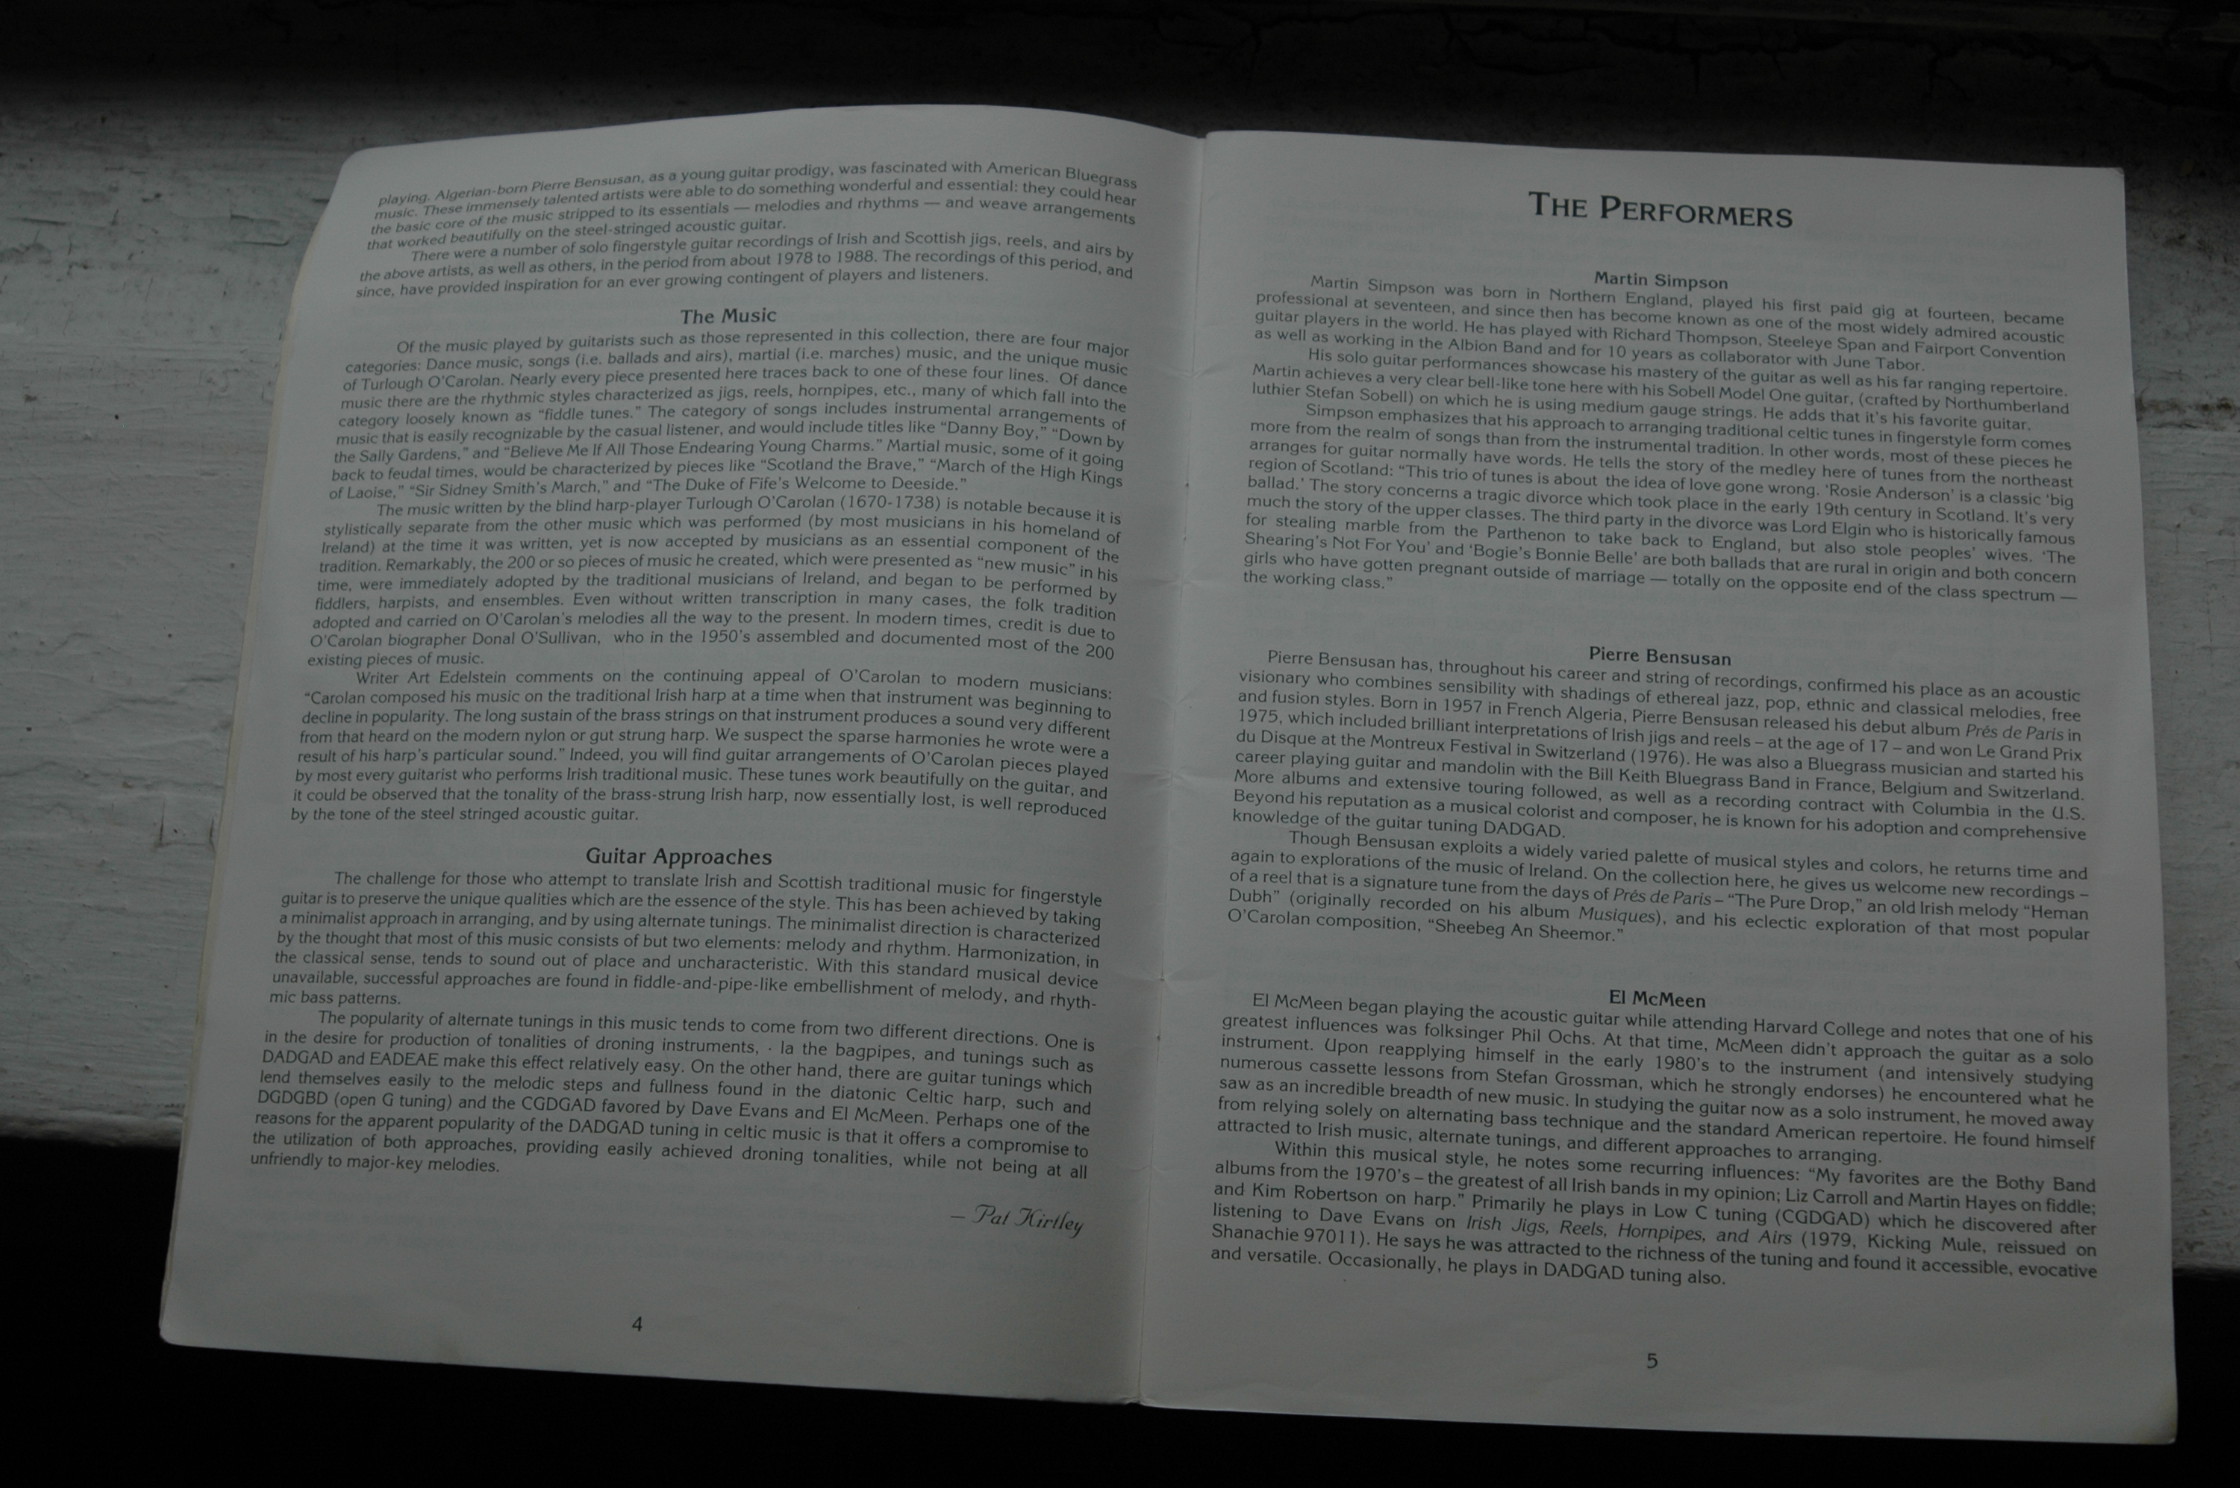 playing. Algerian-born Pierre Bensusan, as a young guitar prodigy, was fascinated with American Bluegrass
music. These immensely talented artists were able to do something wonderful and essential: they could hear
the basic core of the music stripped to its essentials — melodies and rhythms — and weave arrangements
that worked beautifully on the steel-stringed acoustic guitar.
There were a number of solo fingerstyle guitar recordings of Irish and Scottish jigs, reels, and airs by
the above artists, as well as others, in the period from about 1978 to 1988. The recordings of this period, and
since, have provided inspiration for an ever growing contingent of players and listeners.
The Music
Of the music played by guitarists such as those represented in this collection, there are four major
categories: Dance music, songs (i.e. ballads and airs), martial (i.e. marches) music, and the unique music
of Turlough O'Carolan. Nearly every piece presented here traces back to one of these four lines. Of dance
music there are the rhythmic styles characterized as jigs, reels, hornpipes, etc., many of which fall into the
category loosely known as "fiddle tunes." The category of songs includes instrumental arrangements of
music that is easily recognizable by the casual listener, and would include titles like "Danny Boy," "Down by
the Sally Gardens," and "Believe Me If All Those Endearing Young Charms." Martial music, some of it going
back to feudal times, would be characterized by pieces like "Scotland the Brave," "March of the High Kings
of Laoise," "Sir Sidney Smith's March," and "The Duke of Fife's Welcome to Deeside."
The music written by the blind harp-player Turlough O'Carolan (1670-1738) is notable because it is
stylistically separate from the other music which was performed (by most musicians in his homeland of
Ireland) at the time it was written, yet is now accepted by musicians as an essential component of the
tradition. Remarkably, the 200 or so pieces of music he created, which were presented as "new music" in his
time, were immediately adopted by the traditional musicians of Ireland, and began to be performed by
fiddlers, harpists, and ensembles. Even without written transcription in many cases, the folk tradition
adopted and carried on O'Carolan's melodies all the way to the present. In modern times, credit is due to
O'Carolan biographer Donal O'Sullivan, who in the 1950's assembled and documented most of the 200
existing pieces of music.
Writer Art Edelstein comments on the continuing appeal of O'Carolan to modern musicians:
"Carolan composed his music on the traditional Irish harp at a time when that instrument was beginning to
decline in popularity. The long sustain of the brass strings on that instrument produces a sound very different
from that heard on the modern nylon or gut strung harp. We suspect the sparse harmonies he wrote were a
result of his harp's particular sound." Indeed, you will find guitar arrangements of O'Carolan pieces played
by most every guitarist who performs Irish traditional music. These tunes work beautifully on the guitar, and
it could be observed that the tonality of the brass-strung Irish harp, now essentially lost, is well reproduced
by the tone of the steel stringed acoustic guitar.
Guitar Approaches
The challenge for those who attempt to translate Irish and Scottish traditional music for fingerstyle
guitar is to preserve the unique qualities which are the essence of the style. This has been achieved by taking
a minimalist approach in arranging, and by using alternate tunings. The minimalist direction is characterized
by the thought that most of this music consists of but two elements: melody and rhythm. Harmonization, in
the classical sense, tends to sound out of place and uncharacteristic. With this standard musical device
unavailable, successful approaches are found in fiddle-and-pipe-like embellishment of melody, and rhyth-
mic bass patterns.
The popularity of alternate tunings in this music tends to come from two different directions. One is
in the desire for production of tonalities of droning instruments, · la the bagpipes, and tunings such as
DADGAD and EADEAE make this effect relatively easy. On the other hand, there are guitar tunings which
lend themselves easily to the melodic steps and fullness found in the diatonic Celtic harp, such and
DGDGBD (open G tuning) and the CGDGAD favored by Dave Evans and El McMeen. Perhaps one of the
reasons for the apparent popularity of the DADGAD tuning in celtic music is that it offers a compromise to
the utilization of both approaches, providing easily achieved droning tonalities, while not being at all
unfriendly to major-key melodies.
– Pat Kirtley
4
THE PERFORMERS
Martin Simpson
Martin Simpson was born in Northern England, played his first paid gig at fourteen, became
professional at seventeen, and since then has become known as one of the most widely admired acoustic
guitar players in the world. He has played with Richard Thompson, Steeleye Span and Fairport Convention
as well as working in the Albion Band and for 10 years as collaborator with June Tabor.
His solo guitar performances showcase his mastery of the guitar as well as his far ranging repertoire.
Martin achieves a very clear bell-like tone here with his Sobell Model One guitar, (crafted by Northumberland
luthier Stefan Sobell) on which he is using medium gauge strings. He adds that it's his favorite guitar.
Simpson emphasizes that his approach to arranging traditional celtic tunes in fingerstyle form comes
more from the realm of songs than from the instrumental tradition. In other words, most of these pieces he
arranges for guitar normally have words. He tells the story of the medley here of tunes from the northeast
region of Scotland: "This trio of tunes is about the idea of love gone wrong. 'Rosie Anderson' is a classic 'big
ballad.' The story concerns a tragic divorce which took place in the early 19th century in Scotland. It's very
much the story of the upper classes. The third party in the divorce was Lord Elgin who is historically famous
for stealing marble from the Parthenon to take back to England, but also stole peoples' wives. 'The
Shearing's Not For You' and 'Bogie's Bonnie Belle' are both ballads that are rural in origin and both concern
girls who have gotten pregnant outside of marriage — totally on the opposite end of the class spectrum —
the working class."
Pierre Bensusan
Pierre Bensusan has, throughout his career and string of recordings, confirmed his place as an acoustic
visionary who combines sensibility with shadings of ethereal jazz, pop, ethnic and classical melodies, free
and fusion styles. Born in 1957 in French Algeria, Pierre Bensusan released his debut album Près de Paris in
1975, which included brilliant interpretations of Irish jigs and reels – at the age of 17 – and won Le Grand Prix
du Disque at the Montreux Festival in Switzerland (1976). He was also a Bluegrass musician and started his
career playing guitar and mandolin with the Bill Keith Bluegrass Band in France, Belgium and Switzerland.
More albums and extensive touring followed, as well as a recording contract with Columbia in the U.S.
Beyond his reputation as a musical colorist and composer, he is known for his adoption and comprehensive
knowledge of the guitar tuning DADGAD.
Though Bensusan exploits a widely varied palette of musical styles and colors, he returns time and
again to explorations of the music of Ireland. On the collection here, he gives us welcome new recordings –
of a reel that is a signature tune from the days of Près de Paris – "The Pure Drop," an old Irish melody "Heman
Dubh" (originally recorded on his album Musiques), and his eclectic exploration of that most popular
O'Carolan composition, "Sheebeg An Sheemor."
El McMeen
El McMeen began playing the acoustic guitar while attending Harvard College and notes that one of his
greatest influences was folksinger Phil Ochs. At that time, McMeen didn't approach the guitar as a solo
instrument. Upon reapplying himself in the early 1980's to the instrument (and intensively studying
numerous cassette lessons from Stefan Grossman, which he strongly endorses) he encountered what he
saw as an incredible breadth of new music. In studying the guitar now as a solo instrument, he moved away
from relying solely on alternating bass technique and the standard American repertoire. He found himself
attracted to Irish music, alternate tunings, and different approaches to arranging.
Within this musical style, he notes some recurring influences: "My favorites are the Bothy Band
albums from the 1970's – the greatest of all Irish bands in my opinion; Liz Carroll and Martin Hayes on fiddle;
and Kim Robertson on harp." Primarily he plays in Low C tuning (CGDGAD) which he discovered after
listening to Dave Evans on Irish Jigs, Reels, Hornpipes, and Airs (1979, Kicking Mule, reissued on
Shanachie 97011). He says he was attracted to the richness of the tuning and found it accessible, evocative
and versatile. Occasionally, he plays in DADGAD tuning also.
5